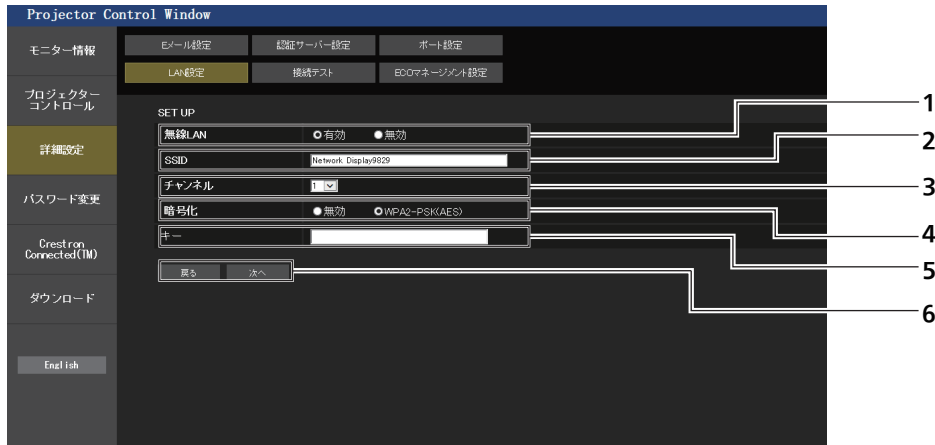 Projector Control Window
モニター情報
プロジェクター
コントロール
詳細設定
パスワード変更
Crestron
Connected(TM)
ダウンロード
English
Eメール設定 認証サーバー設定 ポート設定
LAN設定 接続テスト ECOマネージメント設定
SET UP
無線LAN 有効 無効
SSID Network Display9829
チャンネル 1
暗号化 無効 WPA2-PSK(AES)
キー
戻る 次へ
1
2
3
4
5
6